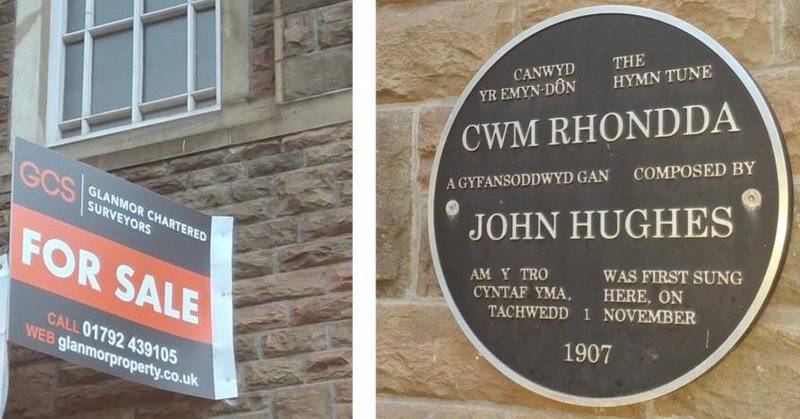 GCS
GLANMOR CHARTERED
SURVEYORS
FOR SALE
CALL 01792 439105
WEB glanmorproperty.co.uk
CANWYD
YR EMYN-DÔN
THE
HYMN TUNE
CWM RHONDDA
A GYFANSODDWYD GAN
COMPOSED BY
JOHN HUGHES
AM Y TRO
CYNTAF YMA,
TACHWEDD
WAS FIRST SUNG
HERE, ON
1 NOVEMBER
1907